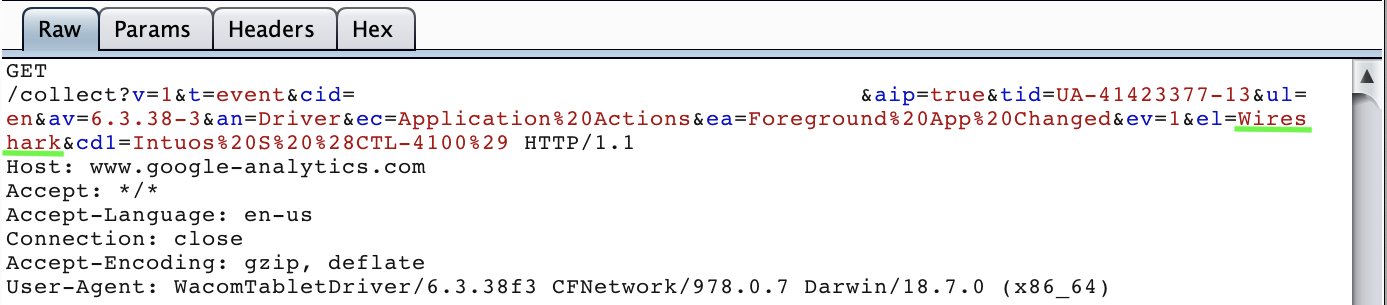 Raw Params Headers Hex
GET
/collect?v=1&t=event&cid= &aip=true&tid=UA-41423377-13&ul=
en&av=6.3.38-3&an=Driver&ec=Application%20Actions&ea=Foreground%20App%20Changed&ev=1&el=Wires
hark&cd1=Intuos%20S%20%28CTL-4100%29 HTTP/1.1
Host: www.google-analytics.com
Accept: */*
Accept-Language: en-us
Connection: close
Accept-Encoding: gzip, deflate
User-Agent: WacomTabletDriver/6.3.38f3 CFNetwork/978.0.7 Darwin/18.7.0 (x86_64)